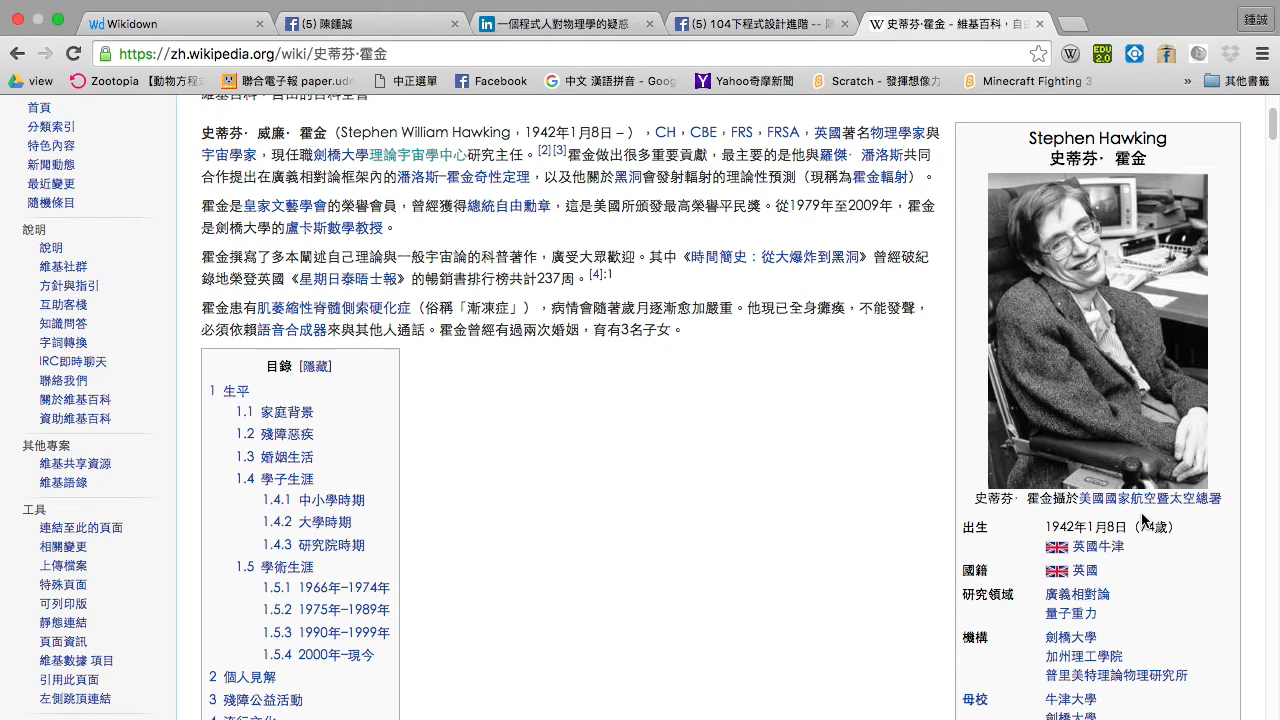 Wikidown
(5) 陳鍾誠
一個程式人對物理學的疑惑
(5) 104下程式設計進階 -- 陳
史蒂芬·霍金 - 維基百科，自由
鍾誠
https://zh.wikipedia.org/wiki/史蒂芬·霍金
view
Zootopia 【動物方程
聯合電子報 paper.udn
中正選單
Facebook
中文 漢語拼音 - Goog
Yahoo奇摩新聞
Scratch - 發揮想像力
Minecraft Fighting 3
»
其他書籤
首頁
分類索引
特色內容
新聞動態
最近變更
隨機條目
說明
說明
維基社群
方針與指引
互助客棧
知識問答
字詞轉換
IRC即時聊天
聯絡我們
關於維基百科
資助維基百科
其他專案
維基共享資源
維基語錄
工具
連結至此的頁面
相關變更
上傳檔案
特殊頁面
可列印版
靜態連結
頁面資訊
維基數據 項目
引用此頁面
左側跳頂連結
維基百科，自由的百科全書
史蒂芬·威廉·霍金（Stephen William Hawking，1942年1月8日 – ），CH，CBE，FRS，FRSA，英國著名物理學家與
宇宙學家，現任職劍橋大學理論宇宙學中心研究主任。[2][3]霍金做出很多重要貢獻，最主要的是他與羅傑·潘洛斯共同
合作提出在廣義相對論框架內的潘洛斯–霍金奇性定理，以及他關於黑洞會發射輻射的理論性預測（現稱為霍金輻射）。
霍金是皇家文藝學會的榮譽會員，曾經獲得總統自由勳章，這是美國所頒發最高榮譽平民獎。從1979年至2009年，霍金
是劍橋大學的盧卡斯數學教授。
霍金撰寫了多本闡述自己理論與一般宇宙論的科普著作，廣受大眾歡迎。其中《時間簡史：從大爆炸到黑洞》曾經破紀
錄地榮登英國《星期日泰晤士報》的暢銷書排行榜共計237周。[4]:1
霍金患有肌萎縮性脊髓側索硬化症（俗稱「漸凍症」），病情會隨著歲月逐漸愈加嚴重。他現已全身癱瘓，不能發聲，
必須依賴語音合成器來與其他人通話。霍金曾經有過兩次婚姻，育有3名子女。
目錄 [隱藏]
1 生平
1.1 家庭背景
1.2 殘障惡疾
1.3 婚姻生活
1.4 學子生涯
1.4.1 中小學時期
1.4.2 大學時期
1.4.3 研究院時期
1.5 學術生涯
1.5.1 1966年–1974年
1.5.2 1975年–1989年
1.5.3 1990年–1999年
1.5.4 2000年–現今
2 個人見解
3 殘障公益活動
4 流行文化
Stephen Hawking
史蒂芬·霍金
史蒂芬·霍金攝於美國國家航空暨太空總署
出生 1942年1月8日（74歲）
英國牛津
國籍 英國
研究領域 廣義相對論
量子重力
機構 劍橋大學
加州理工學院
普里美特理論物理研究所
母校 牛津大學
劍橋大學